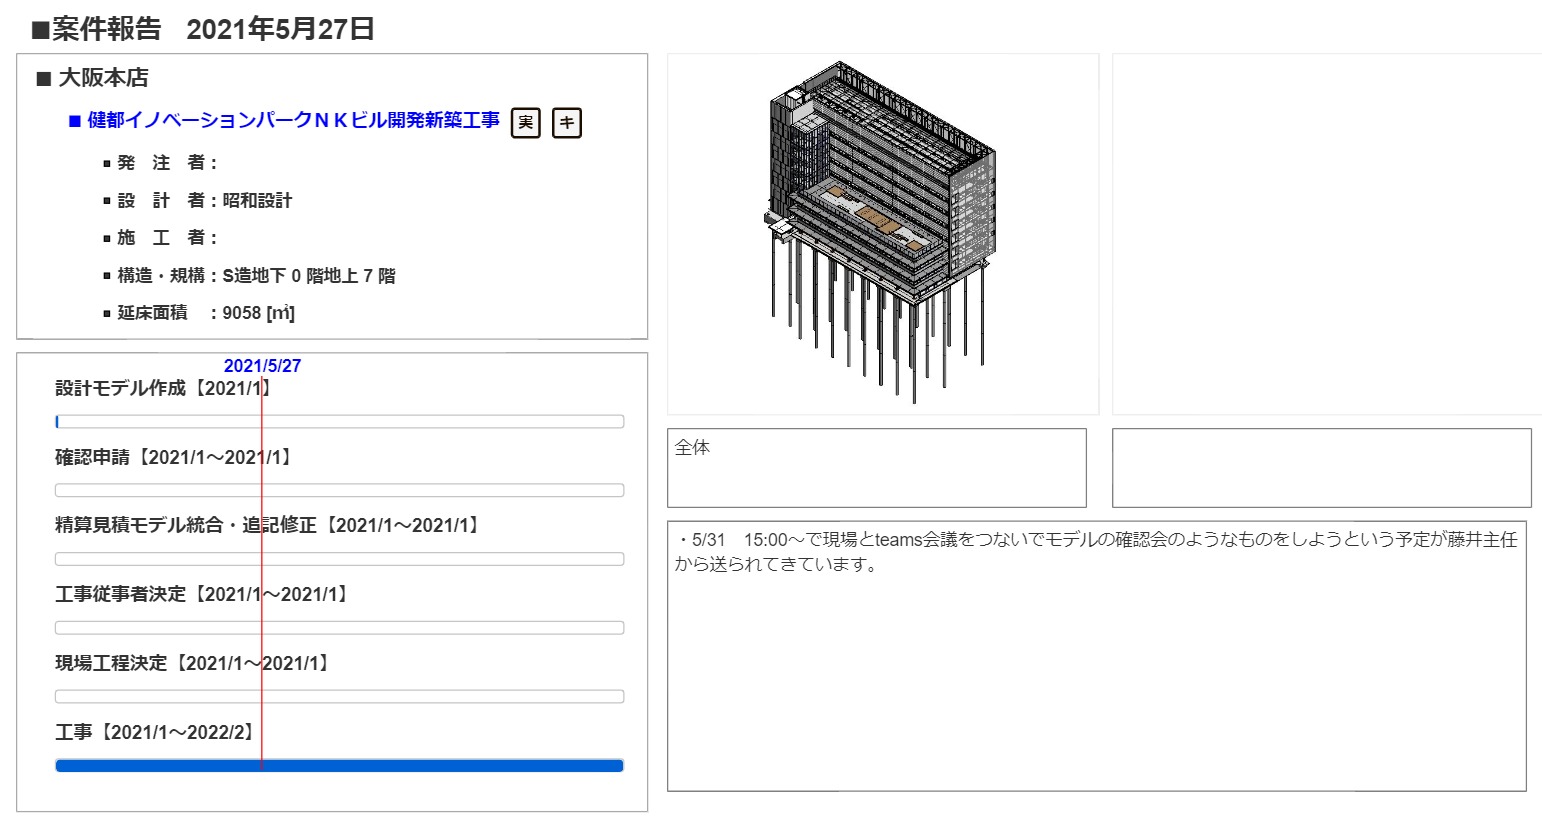 ■案件報告　2021年5月27日
■ 大阪本店
■ 健都イノベーションパークＮＫビル開発新築工事 実 キ
▪ 発　注　者：
▪ 設　計　者：昭和設計
▪ 施　工　者：
▪ 構造・規構：S造地下 0 階地上 7 階
▪ 延床面積　：9058 [㎡]
2021/5/27
設計モデル作成【2021/1】
確認申請【2021/1～2021/1】
精算見積モデル統合・追記修正【2021/1～2021/1】
工事従事者決定【2021/1～2021/1】
現場工程決定【2021/1～2021/1】
工事【2021/1～2022/2】
全体
・5/31　15:00～で現場とteams会議をつないでモデルの確認会のようなものをしようという予定が藤井主任
から送られてきています。